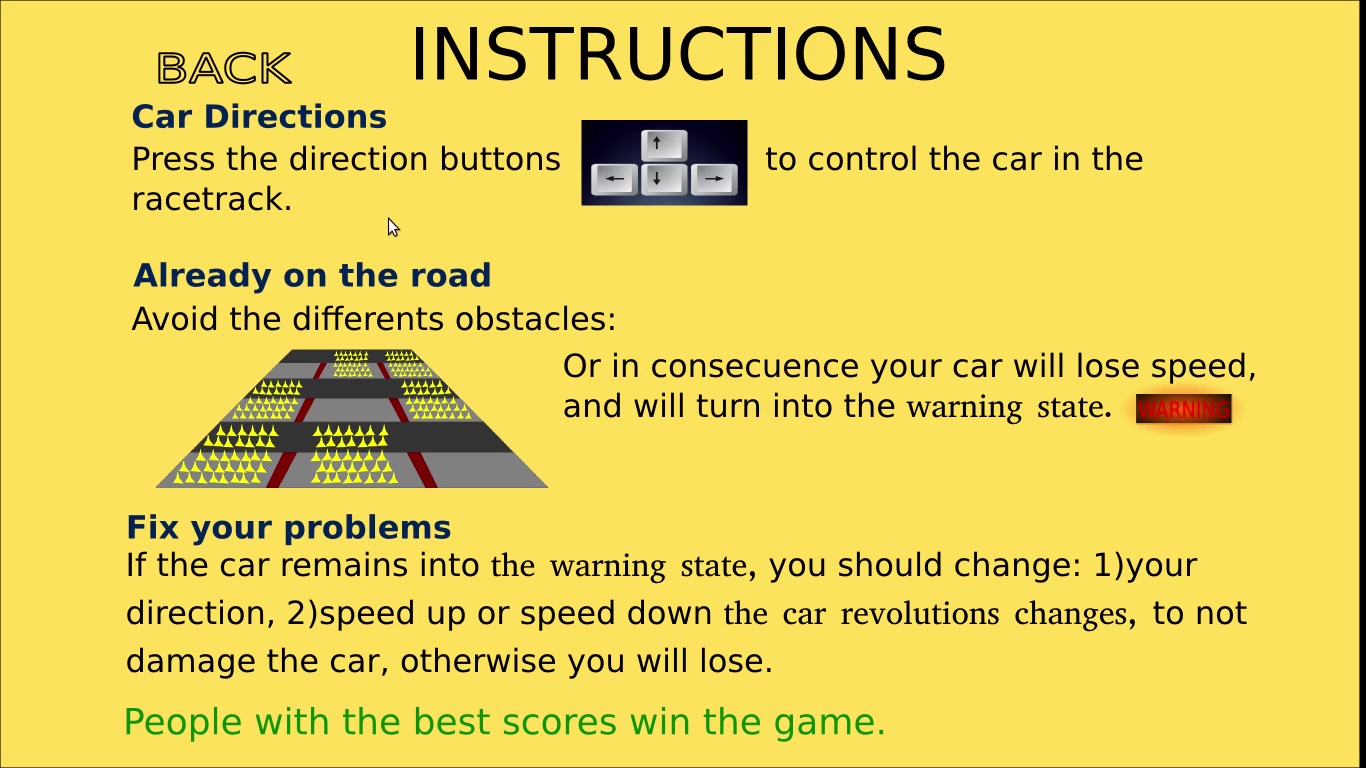 INSTRUCTIONS
BACK
Car Directions
Press the direction buttons ↑ ← ↓ → to control the car in the
racetrack.
Already on the road
Avoid the differents obstacles:
Or in consecuence your car will lose speed,
and will turn into the warning state. WARNING
Fix your problems
If the car remains into the warning state, you should change: 1)your
direction, 2)speed up or speed down the car revolutions changes, to not
damage the car, otherwise you will lose.
People with the best scores win the game.